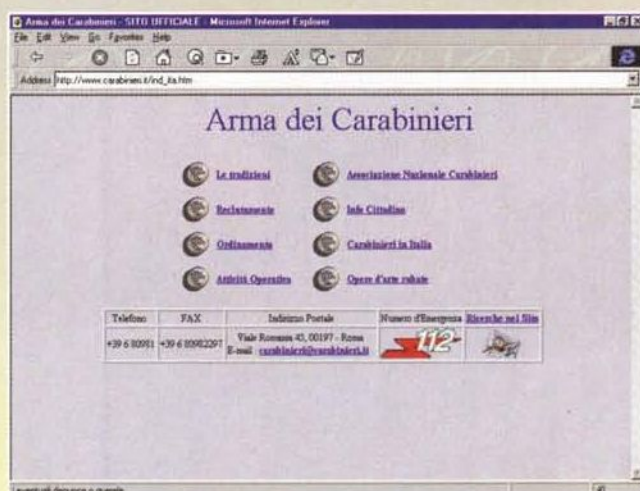 Arma dei Carabinieri - SITO UFFICIALE - Microsoft Internet Explorer
File Edit View Go Favorites Help
Address http://www.carabinieri.it/ind_ita.htm
Arma dei Carabinieri
Le tradizioni Associazione Nazionale Carabinieri
Reclutamento Info Cittadino
Ordinamento Carabinieri in Italia
Attività Operativa Opere d'arte rubate
Telefono FAX Indirizzo Postale Numero d'Emergenza Ricerche nel Sito
+39 6 80981 +39 6 80982297 Viale Romania 45, 00197 - Roma 112
E-mail : carabinieri@carabinieri.it